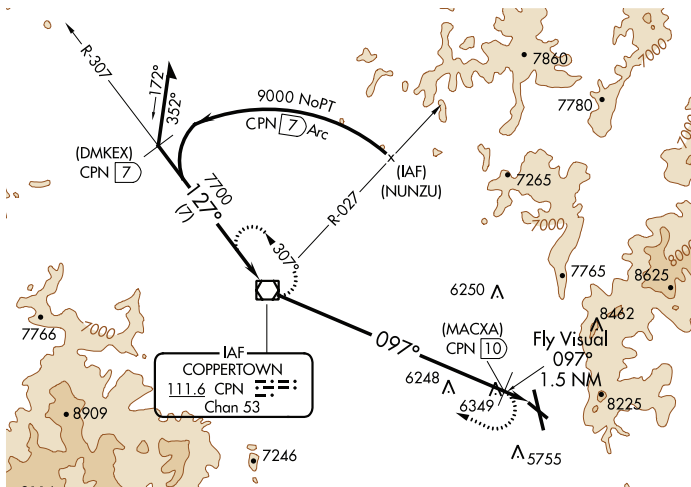 R-307
172°
352°
9000 NoPT
CPN 7 Arc
7860
7000
7780
(DMKEX)
CPN 7
(IAF)
(NUNZU)
7265
7700
127°
(7)
R-027
7000
307°
7000
8000
7765
8625
6250
7766
7000
097°
(MACXA)
CPN 10
8462
Fly Visual
097°
1.5 NM
IAF
COPPERTOWN
111.6 CPN
Chan 53
6248
6349
8225
8909
7246
5755